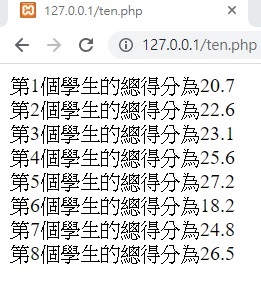 127.0.0.1/ten.php
127.0.0.1/ten.php
第1個學生的總得分為20.7
第2個學生的總得分為22.6
第3個學生的總得分為23.1
第4個學生的總得分為25.6
第5個學生的總得分為27.2
第6個學生的總得分為18.2
第7個學生的總得分為24.8
第8個學生的總得分為26.5